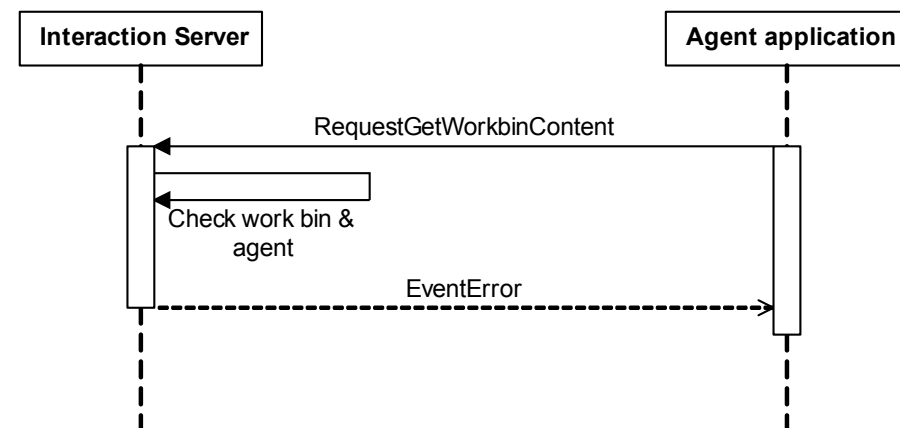 Interaction Server
Agent application
RequestGetWorkbinContent
Check work bin &
agent
EventError